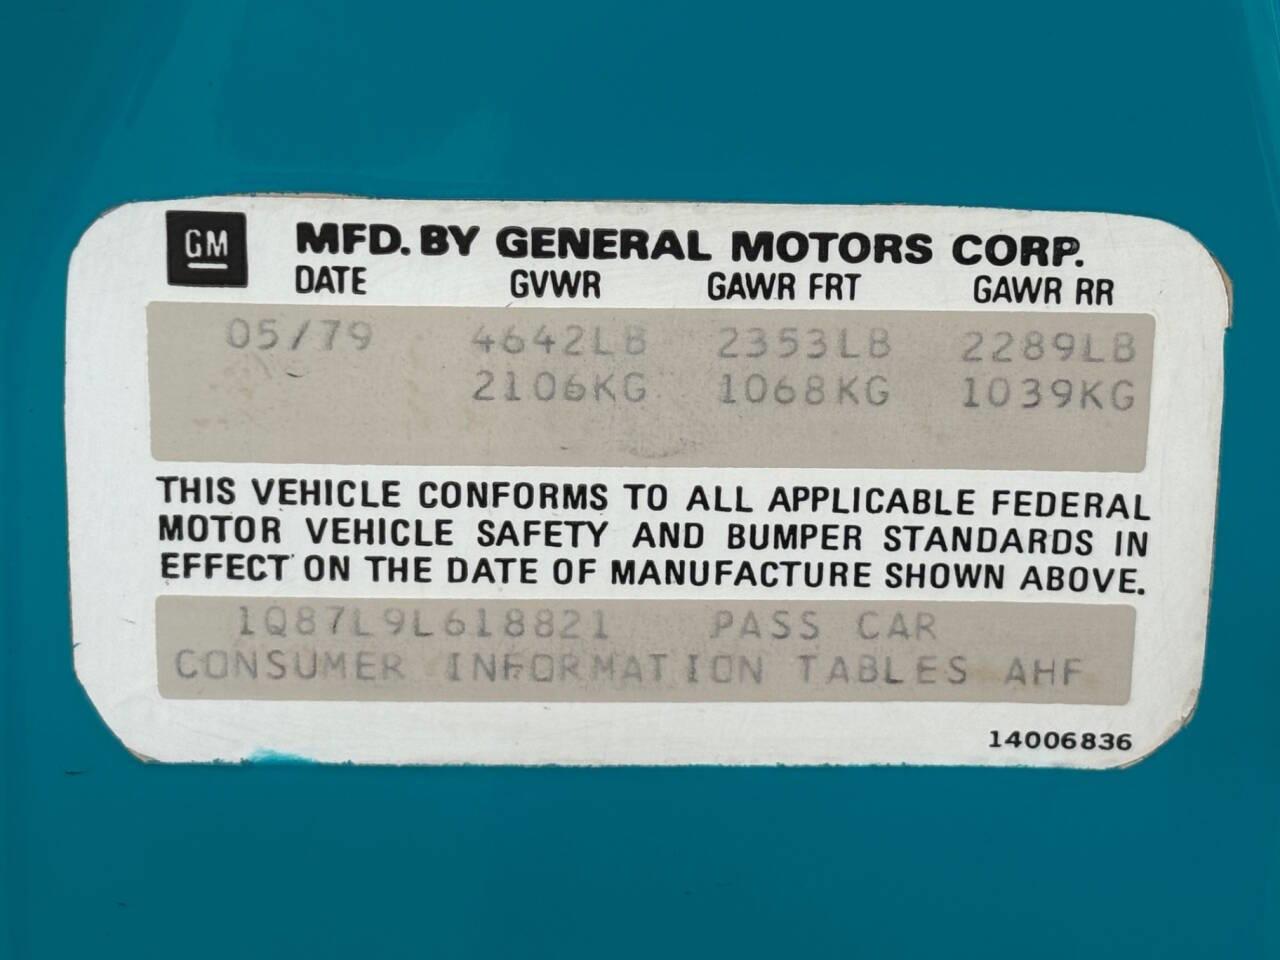 GM MFD. BY GENERAL MOTORS CORP.
DATE GVWR GAWR FRT GAWR RR
05/79 4642LB 2353LB 2289LB
2106KG 1068KG 1039KG
THIS VEHICLE CONFORMS TO ALL APPLICABLE FEDERAL
MOTOR VEHICLE SAFETY AND BUMPER STANDARDS IN
EFFECT ON THE DATE OF MANUFACTURE SHOWN ABOVE.
1Q87L9L618821 PASS CAR
CONSUMER INFORMATION TABLES AHF
14006836